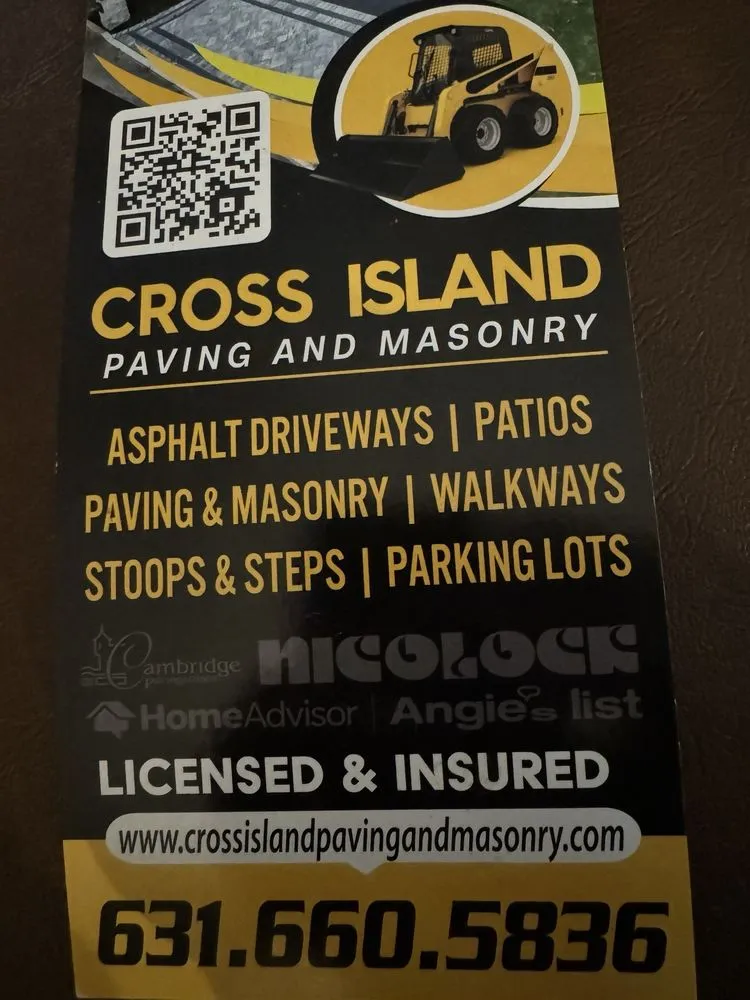 CROSS ISLAND
PAVING AND MASONRY
ASPHALT DRIVEWAYS | PATIOS
PAVING & MASONRY | WALKWAYS
STOOPS & STEPS | PARKING LOTS
Cambridge NICOLOCK
HomeAdvisor | Angie's list
LICENSED & INSURED
www.crossislandpavingandmasonry.com
631.660.5836